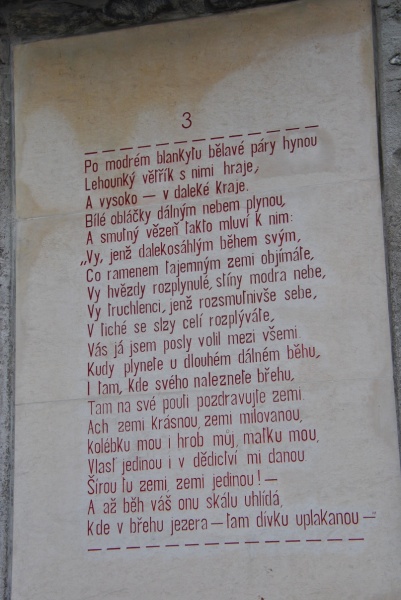 3
Po modrém blankytu bělavé páry hynou
Lehounký větřík s nimi hraje,
A vysoko — v daleké kraje.
Bílé obláčky dálným nebem plynou,
A smutný vězeň takto mluví k nim:
„Vy, jenž dalekosáhlým během svým,
Co ramenem tajemným zemi objímáte,
Vy hvězdy rozplynulé, stíny modra nebe,
Vy truchlenci, jenž rozsmutnivše sebe,
V tiché se slzy celí rozplýváte,
Vás já jsem posly volil mezi všemi.
Kudy plynete u dlouhém dálném běhu,
I tam, kde svého naleznete břehu,
Tam na své pouti pozdravujte zemi.
Ach zemi krásnou, zemi milovanou,
kolébku mou i hrob můj, matku mou,
Vlast jedinou i v dědictví mi danou
Šírou tu zemi, zemi jedinou! —
A až běh váš onu skálu uhlídá,
Kde v břehu jezera — tam dívku uplakanou —